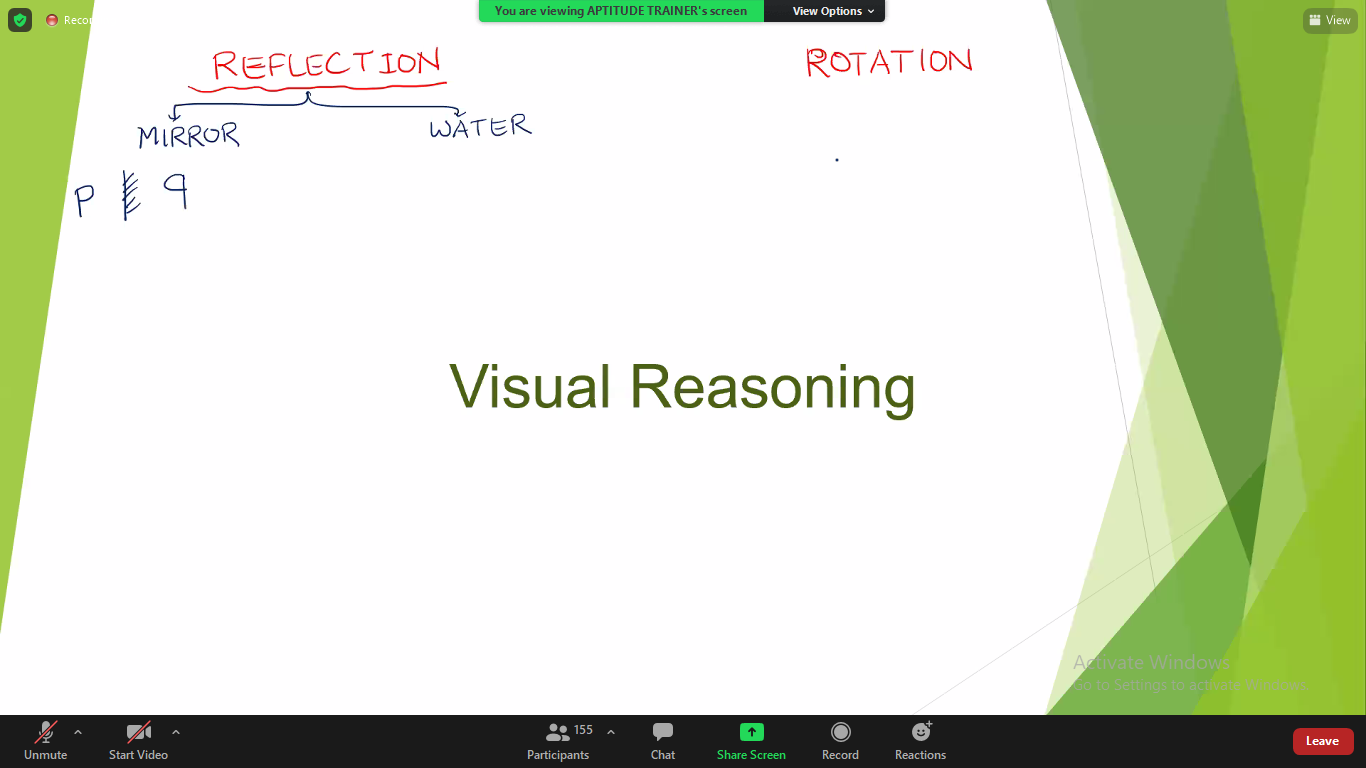 Recor
You are viewing APTITUDE TRAINER's screen
View Options
View
REFLECTION
ROTATION
MIRROR
WATER
P q
Visual Reasoning
Activate Windows
Go to Settings to activate Windows.
Unmute
Start Video
155
Participants
Chat
Share Screen
Record
Reactions
Leave